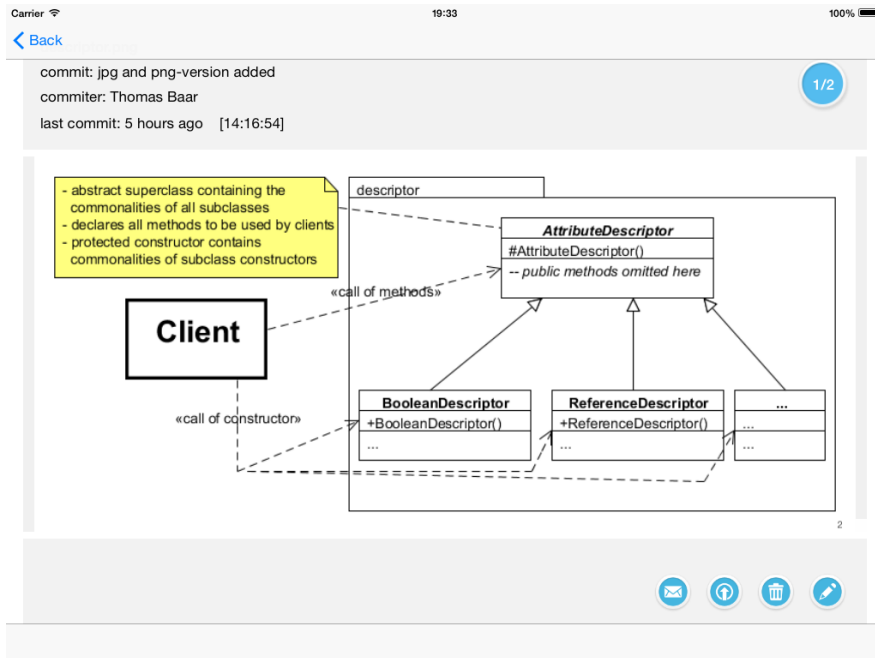 Carrier
19:33
100%
Back
commit: jpg and png-version added
commiter: Thomas Baar
last commit: 5 hours ago [14:16:54]
1/2
- abstract superclass containing the
commonalities of all subclasses
- declares all methods to be used by clients
- protected constructor contains
commonalities of subclass constructors
descriptor
AttributeDescriptor
#AttributeDescriptor()
-- public methods omitted here
«call of methods»
Client
«call of constructor»
BooleanDescriptor
+BooleanDescriptor()
...
ReferenceDescriptor
+ReferenceDescriptor()
...
...
...
...
2